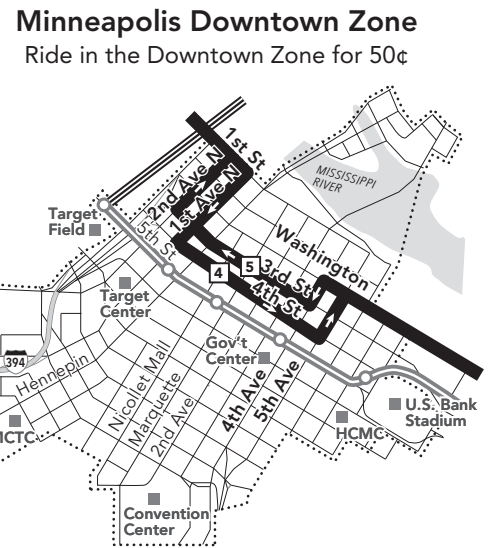 Minneapolis Downtown Zone
Ride in the Downtown Zone for 50¢
1st St
2nd Ave N
1st Ave N
MISSISSIPPI
RIVER
Target
Field
5th St
Washington
5
3rd St
4
4th St
Target
Center
Gov't
Center
394
Hennepin
Nicollet Mall
Marquette
2nd Ave
4th Ave
5th Ave
U.S. Bank
Stadium
HCMC
MCTC
Convention
Center